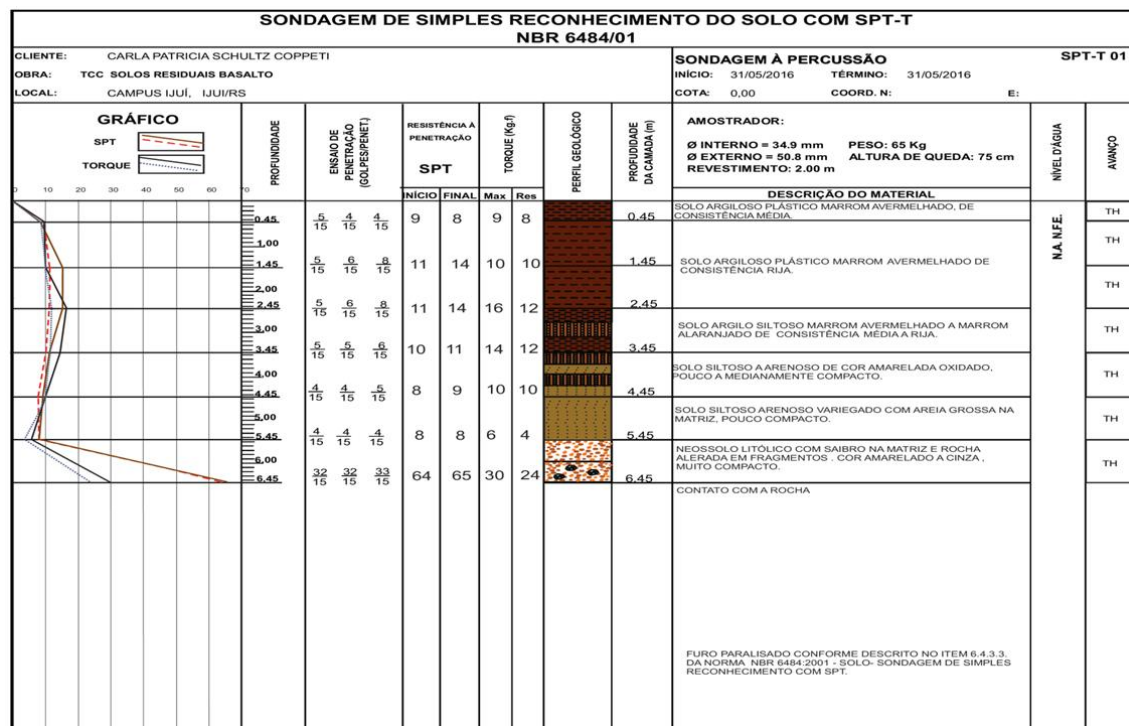 SONDAGEM DE SIMPLES RECONHECIMENTO DO SOLO COM SPT-T
NBR 6484/01
CLIENTE: CARLA PATRICIA SCHULTZ COPPETI
OBRA: TCC SOLOS RESIDUAIS BASALTO
LOCAL: CAMPUS IJUÍ, IJUI/RS
SONDAGEM À PERCUSSÃO SPT-T 01
INÍCIO: 31/05/2016 TÉRMINO: 31/05/2016
COTA: 0,00 COORD. N: E:
GRÁFICO
SPT
TORQUE
0 10 20 30 40 50 60 70
PROFUNDIDADE
ENSAIO DE PENETRAÇÃO (GOLPES/PENET.)
RESISTÊNCIA À PENETRAÇÃO
SPT
INÍCIO FINAL
TORQUE (Kg.f)
Max Res
PERFIL GEOLÓGICO
PROFUDIDADE DA CAMADA (m)
AMOSTRADOR:
Ø INTERNO = 34.9 mm PESO: 65 Kg
Ø EXTERNO = 50.8 mm ALTURA DE QUEDA: 75 cm
REVESTIMENTO: 2.00 m
DESCRIÇÃO DO MATERIAL
NÍVEL D'ÁGUA
AVANÇO
N.A. N.F.E.
0.45 5/15 4/15 4/15 9 8 9 8 0.45 SOLO ARGILOSO PLÁSTICO MARROM AVERMELHADO, DE
CONSISTÊNCIA MÉDIA. TH
1,00 TH
1.45 5/15 6/15 8/15 11 14 10 10 1.45 SOLO ARGILOSO PLÁSTICO MARROM AVERMELHADO DE
CONSISTÊNCIA RIJA.
2,00 TH
2.45 5/15 6/15 8/15 11 14 16 12 2.45
3,00 SOLO ARGILO SILTOSO MARROM AVERMELHADO A MARROM
ALARANJADO DE CONSISTÊNCIA MÉDIA A RIJA. TH
3.45 5/15 5/15 6/15 10 11 14 12 3.45
4,00 SOLO SILTOSO A ARENOSO DE COR AMARELADA OXIDADO,
POUCO A MEDIANAMENTE COMPACTO. TH
4.45 4/15 4/15 5/15 8 9 10 10 4,45
5,00 SOLO SILTOSO ARENOSO VARIEGADO COM AREIA GROSSA NA
MATRIZ, POUCO COMPACTO. TH
5.45 4/15 4/15 4/15 8 8 6 4 5.45
6.00 NEOSSOLO LITÓLICO COM SAIBRO NA MATRIZ E ROCHA
ALERADA EM FRAGMENTOS . COR AMARELADO A CINZA ,
MUITO COMPACTO. TH
6.45 32/15 32/15 33/15 64 65 30 24 6.45
CONTATO COM A ROCHA
FURO PARALISADO CONFORME DESCRITO NO ITEM 6.4.3.3.
DA NORMA NBR 6484:2001 - SOLO- SONDAGEM DE SIMPLES
RECONHECIMENTO COM SPT.